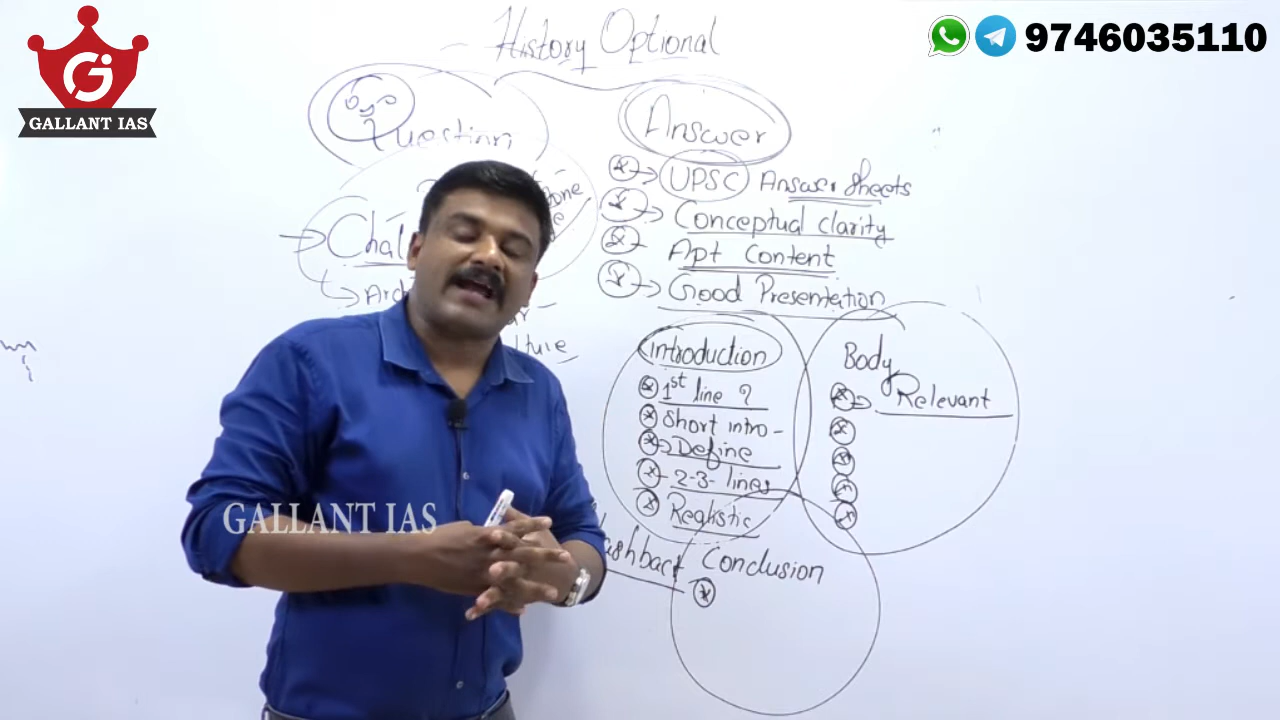 GALLANT IAS
9746035110
History Optional
Question
Answer
UPSC Answer sheets
Conceptual clarity
Apt Content
Good Presentation
Chal
Introduction
1st line ?
Short intro -
Define
2-3- lines
Realistic
Body
Relevant
Conclusion
GALLANT IAS